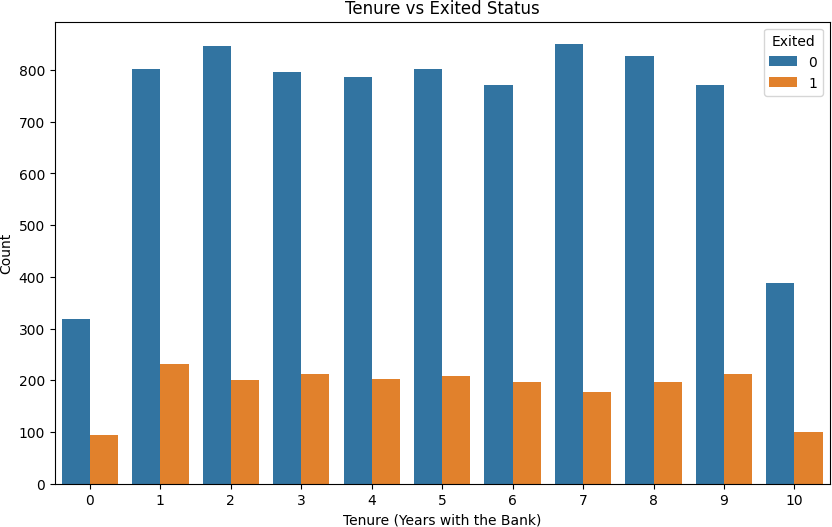 Tenure vs Exited Status
Exited
0
1
800
700
600
500
400
300
200
100
0
Count
0 1 2 3 4 5 6 7 8 9 10
Tenure (Years with the Bank)